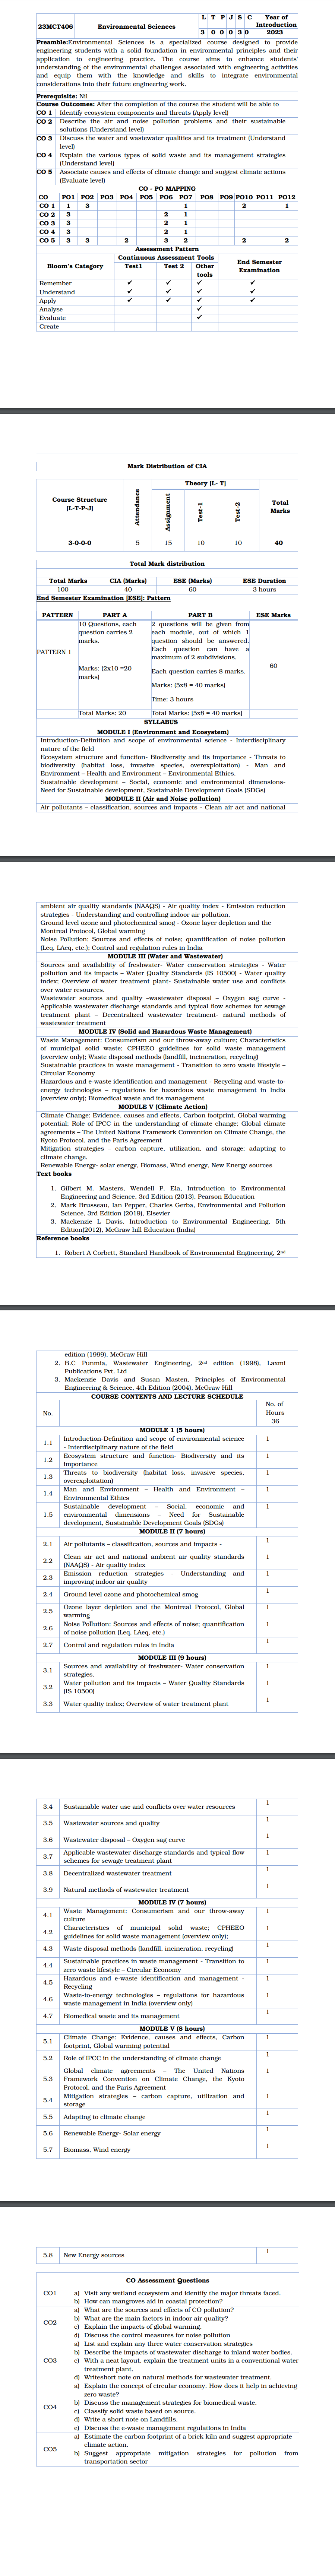 23MCT406 Environmental Sciences L T P J S C Year of Introduction
3 0 0 0 3 0 2023
Preamble:Environmental Sciences is a specialized course designed to provide
engineering students with a solid foundation in environmental principles and their
application to engineering practice. The course aims to enhance students'
understanding of the environmental challenges associated with engineering activities
and equip them with the knowledge and skills to integrate environmental
considerations into their future engineering work.
Prerequisite: Nil
Course Outcomes: After the completion of the course the student will be able to
CO 1 Identify ecosystem components and threats (Apply level)
CO 2 Describe the air and noise pollution problems and their sustainable
solutions (Understand level)
CO 3 Discuss the water and wastewater qualities and its treatment (Understand
level)
CO 4 Explain the various types of solid waste and its management strategies
(Understand level)
CO 5 Associate causes and effects of climate change and suggest climate actions
(Evaluate level)
CO - PO MAPPING
CO PO1 PO2 PO3 PO4 PO5 PO6 PO7 PO8 PO9 PO10 PO11 PO12
CO 1 1 3 1 2 1
CO 2 3 2 1
CO 3 3 2 1
CO 4 3 2 1
CO 5 3 3 2 3 2 2 2
Assessment Pattern
Bloom's Category Continuous Assessment Tools End Semester
Test1 Test 2 Other Examination
tools
Remember ✓ ✓ ✓ ✓
Understand ✓ ✓ ✓ ✓
Apply ✓ ✓ ✓ ✓
Analyse ✓
Evaluate ✓
Create
Mark Distribution of CIA
Course Structure
[L-T-P-J]
Attendance
Theory [L- T]
Assignment
Test-1
Test-2
Total
Marks
3-0-0-0 5 15 10 10 40
Total Mark distribution
Total Marks CIA (Marks) ESE (Marks) ESE Duration
100 40 60 3 hours
End Semester Examination [ESE]: Pattern
PATTERN PART A PART B ESE Marks
PATTERN 1
10 Questions, each
question carries 2
marks.
Marks: (2x10 =20
marks)
2 questions will be given from
each module, out of which 1
question should be answered.
Each question can have a
maximum of 2 subdivisions.
Each question carries 8 marks.
Marks: (5x8 = 40 marks)
Time: 3 hours
60
Total Marks: 20 Total Marks: [5x8 = 40 marks]
SYLLABUS
MODULE I (Environment and Ecosystem)
Introduction-Definition and scope of environmental science - Interdisciplinary
nature of the field
Ecosystem structure and function- Biodiversity and its importance - Threats to
biodiversity (habitat loss, invasive species, overexploitation) - Man and
Environment – Health and Environment – Environmental Ethics.
Sustainable development – Social, economic and environmental dimensions-
Need for Sustainable development, Sustainable Development Goals (SDGs)
MODULE II (Air and Noise pollution)
Air pollutants – classification, sources and impacts - Clean air act and national
ambient air quality standards (NAAQS) - Air quality index - Emission reduction
strategies - Understanding and controlling indoor air pollution.
Ground level ozone and photochemical smog - Ozone layer depletion and the
Montreal Protocol, Global warming
Noise Pollution: Sources and effects of noise; quantification of noise pollution
(Leq, LAeq, etc.); Control and regulation rules in India
MODULE III (Water and Wastewater)
Sources and availability of freshwater- Water conservation strategies - Water
pollution and its impacts – Water Quality Standards (IS 10500) - Water quality
index; Overview of water treatment plant- Sustainable water use and conflicts
over water resources.
Wastewater sources and quality –wastewater disposal – Oxygen sag curve –
Applicable wastewater discharge standards and typical flow schemes for sewage
treatment plant – Decentralized wastewater treatment- natural methods of
wastewater treatment
MODULE IV (Solid and Hazardous Waste Management)
Waste Management: Consumerism and our throw-away culture; Characteristics
of municipal solid waste; CPHEEO guidelines for solid waste management
(overview only); Waste disposal methods (landfill, incineration, recycling)
Sustainable practices in waste management - Transition to zero waste lifestyle –
Circular Economy
Hazardous and e-waste identification and management - Recycling and waste-to-
energy technologies – regulations for hazardous waste management in India
(overview only); Biomedical waste and its management
MODULE V (Climate Action)
Climate Change: Evidence, causes and effects, Carbon footprint, Global warming
potential; Role of IPCC in the understanding of climate change; Global climate
agreements – The United Nations Framework Convention on Climate Change, the
Kyoto Protocol, and the Paris Agreement
Mitigation strategies – carbon capture, utilization, and storage; adapting to
climate change.
Renewable Energy- solar energy, Biomass, Wind energy, New Energy sources
Text books
1. Gilbert M. Masters, Wendell P. Ela, Introduction to Environmental
Engineering and Science, 3rd Edition (2013), Pearson Education
2. Mark Brusseau, Ian Pepper, Charles Gerba, Environmental and Pollution
Science, 3rd Edition (2019), Elsevier
3. Mackenzie L Davis, Introduction to Environmental Engineering, 5th
Edition(2012), McGraw hill Education (India)
Reference books
1. Robert A Corbett, Standard Handbook of Environmental Engineering, 2nd
edition (1999), McGraw Hill
2. B.C Punmia, Wastewater Engineering, 2nd edition (1998), Laxmi
Publications Pvt. Ltd
3. Mackenzie Davis and Susan Masten, Principles of Environmental
Engineering & Science, 4th Edition (2004), McGraw Hill
COURSE CONTENTS AND LECTURE SCHEDULE
No. No. of
Hours
36
MODULE 1 (5 hours)
1.1 Introduction-Definition and scope of environmental science 1
- Interdisciplinary nature of the field
1.2 Ecosystem structure and function- Biodiversity and its 1
importance
1.3 Threats to biodiversity (habitat loss, invasive species, 1
overexploitation)
1.4 Man and Environment – Health and Environment – 1
Environmental Ethics
1.5 Sustainable development – Social, economic and 1
environmental dimensions – Need for Sustainable
development, Sustainable Development Goals (SDGs)
MODULE II (7 hours)
2.1 Air pollutants – classification, sources and impacts - 1
2.2 Clean air act and national ambient air quality standards 1
(NAAQS) - Air quality index
2.3 Emission reduction strategies - Understanding and 1
improving indoor air quality
2.4 Ground level ozone and photochemical smog 1
2.5 Ozone layer depletion and the Montreal Protocol, Global 1
warming
2.6 Noise Pollution: Sources and effects of noise; quantification 1
of noise pollution (Leq, LAeq, etc.)
2.7 Control and regulation rules in India 1
MODULE III (9 hours)
3.1 Sources and availability of freshwater- Water conservation 1
strategies.
3.2 Water pollution and its impacts – Water Quality Standards 1
(IS 10500)
3.3 Water quality index; Overview of water treatment plant 1
3.4 Sustainable water use and conflicts over water resources 1
3.5 Wastewater sources and quality 1
3.6 Wastewater disposal – Oxygen sag curve 1
3.7 Applicable wastewater discharge standards and typical flow 1
schemes for sewage treatment plant
3.8 Decentralized wastewater treatment 1
3.9 Natural methods of wastewater treatment 1
MODULE IV (7 hours)
4.1 Waste Management: Consumerism and our throw-away 1
culture
4.2 Characteristics of municipal solid waste; CPHEEO 1
guidelines for solid waste management (overview only);
4.3 Waste disposal methods (landfill, incineration, recycling) 1
4.4 Sustainable practices in waste management - Transition to 1
zero waste lifestyle – Circular Economy
4.5 Hazardous and e-waste identification and management - 1
Recycling
4.6 Waste-to-energy technologies – regulations for hazardous 1
waste management in India (overview only)
4.7 Biomedical waste and its management 1
MODULE V (8 hours)
5.1 Climate Change: Evidence, causes and effects, Carbon 1
footprint, Global warming potential
5.2 Role of IPCC in the understanding of climate change 1
5.3 Global climate agreements – The United Nations 1
Framework Convention on Climate Change, the Kyoto
Protocol, and the Paris Agreement
5.4 Mitigation strategies – carbon capture, utilization and 1
storage
5.5 Adapting to climate change 1
5.6 Renewable Energy- Solar energy 1
5.7 Biomass, Wind energy 1
5.8 New Energy sources 1
CO Assessment Questions
CO1 a) Visit any wetland ecosystem and identify the major threats faced.
b) How can mangroves aid in coastal protection?
CO2 a) What are the sources and effects of CO pollution?
b) What are the main factors in indoor air quality?
c) Explain the impacts of global warming.
d) Discuss the control measures for noise pollution
CO3 a) List and explain any three water conservation strategies
b) Describe the impacts of wastewater discharge to inland water bodies.
c) With a neat layout, explain the treatment units in a conventional water
treatment plant.
d) Writeshort note on natural methods for wastewater treatment.
CO4 a) Explain the concept of circular economy. How does it help in achieving
zero waste?
b) Discuss the management strategies for biomedical waste.
c) Classify solid waste based on source.
d) Write a short note on Landfills.
e) Discuss the e-waste management regulations in India
CO5 a) Estimate the carbon footprint of a brick kiln and suggest appropriate
climate action.
b) Suggest appropriate mitigation strategies for pollution from
transportation sector